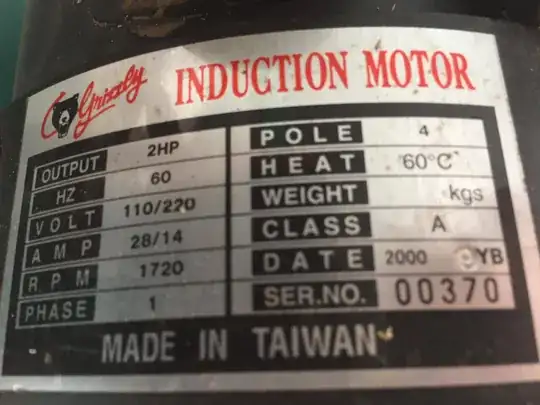 Grizzly INDUCTION MOTOR
OUTPUT 2HP
HZ 60
VOLT 110/220
AMP 28/14
RPM 1720
PHASE 1
POLE 4
HEAT 60°C
WEIGHT kgs
CLASS A
DATE 2000 YB
SER.NO. 00370
MADE IN TAIWAN